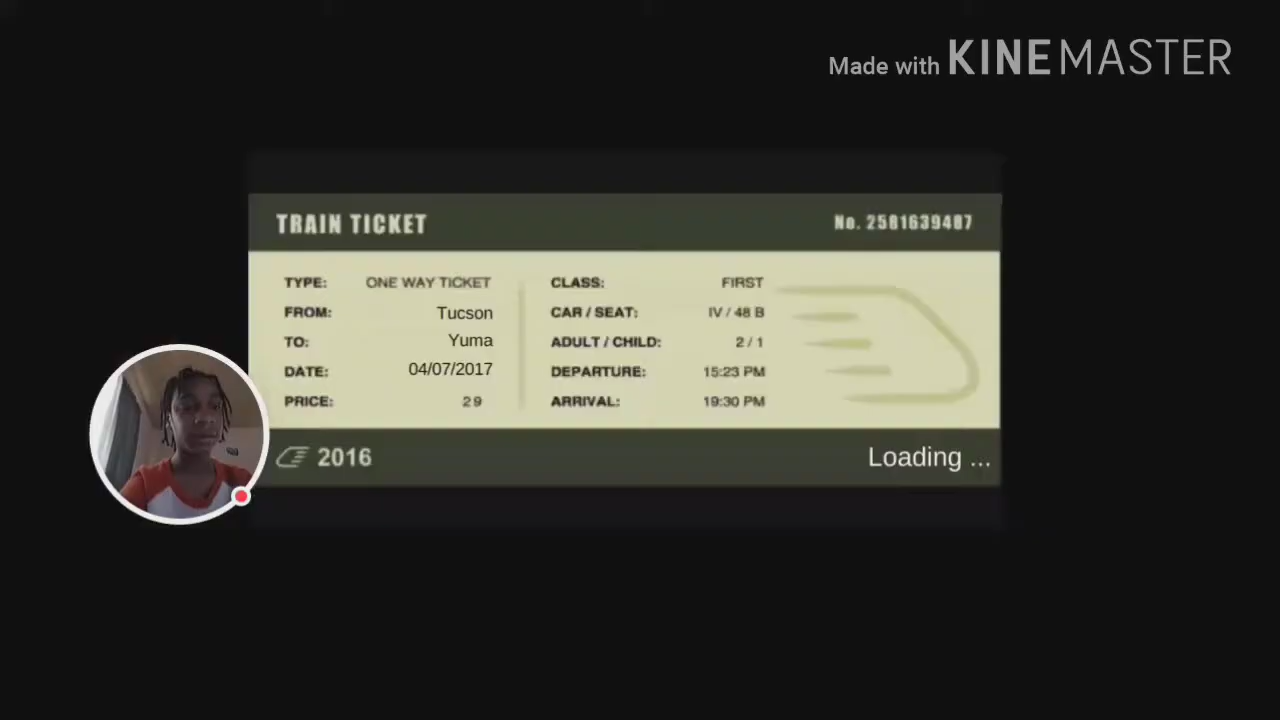 Made with KINEMASTER
TRAIN TICKET No. 2581639487
TYPE: ONE WAY TICKET CLASS: FIRST
FROM: Tucson CAR / SEAT: IV / 48 B
TO: Yuma ADULT / CHILD: 2 / 1
DATE: 04/07/2017 DEPARTURE: 15:23 PM
PRICE: 29 ARRIVAL: 19:30 PM
2016 Loading ...